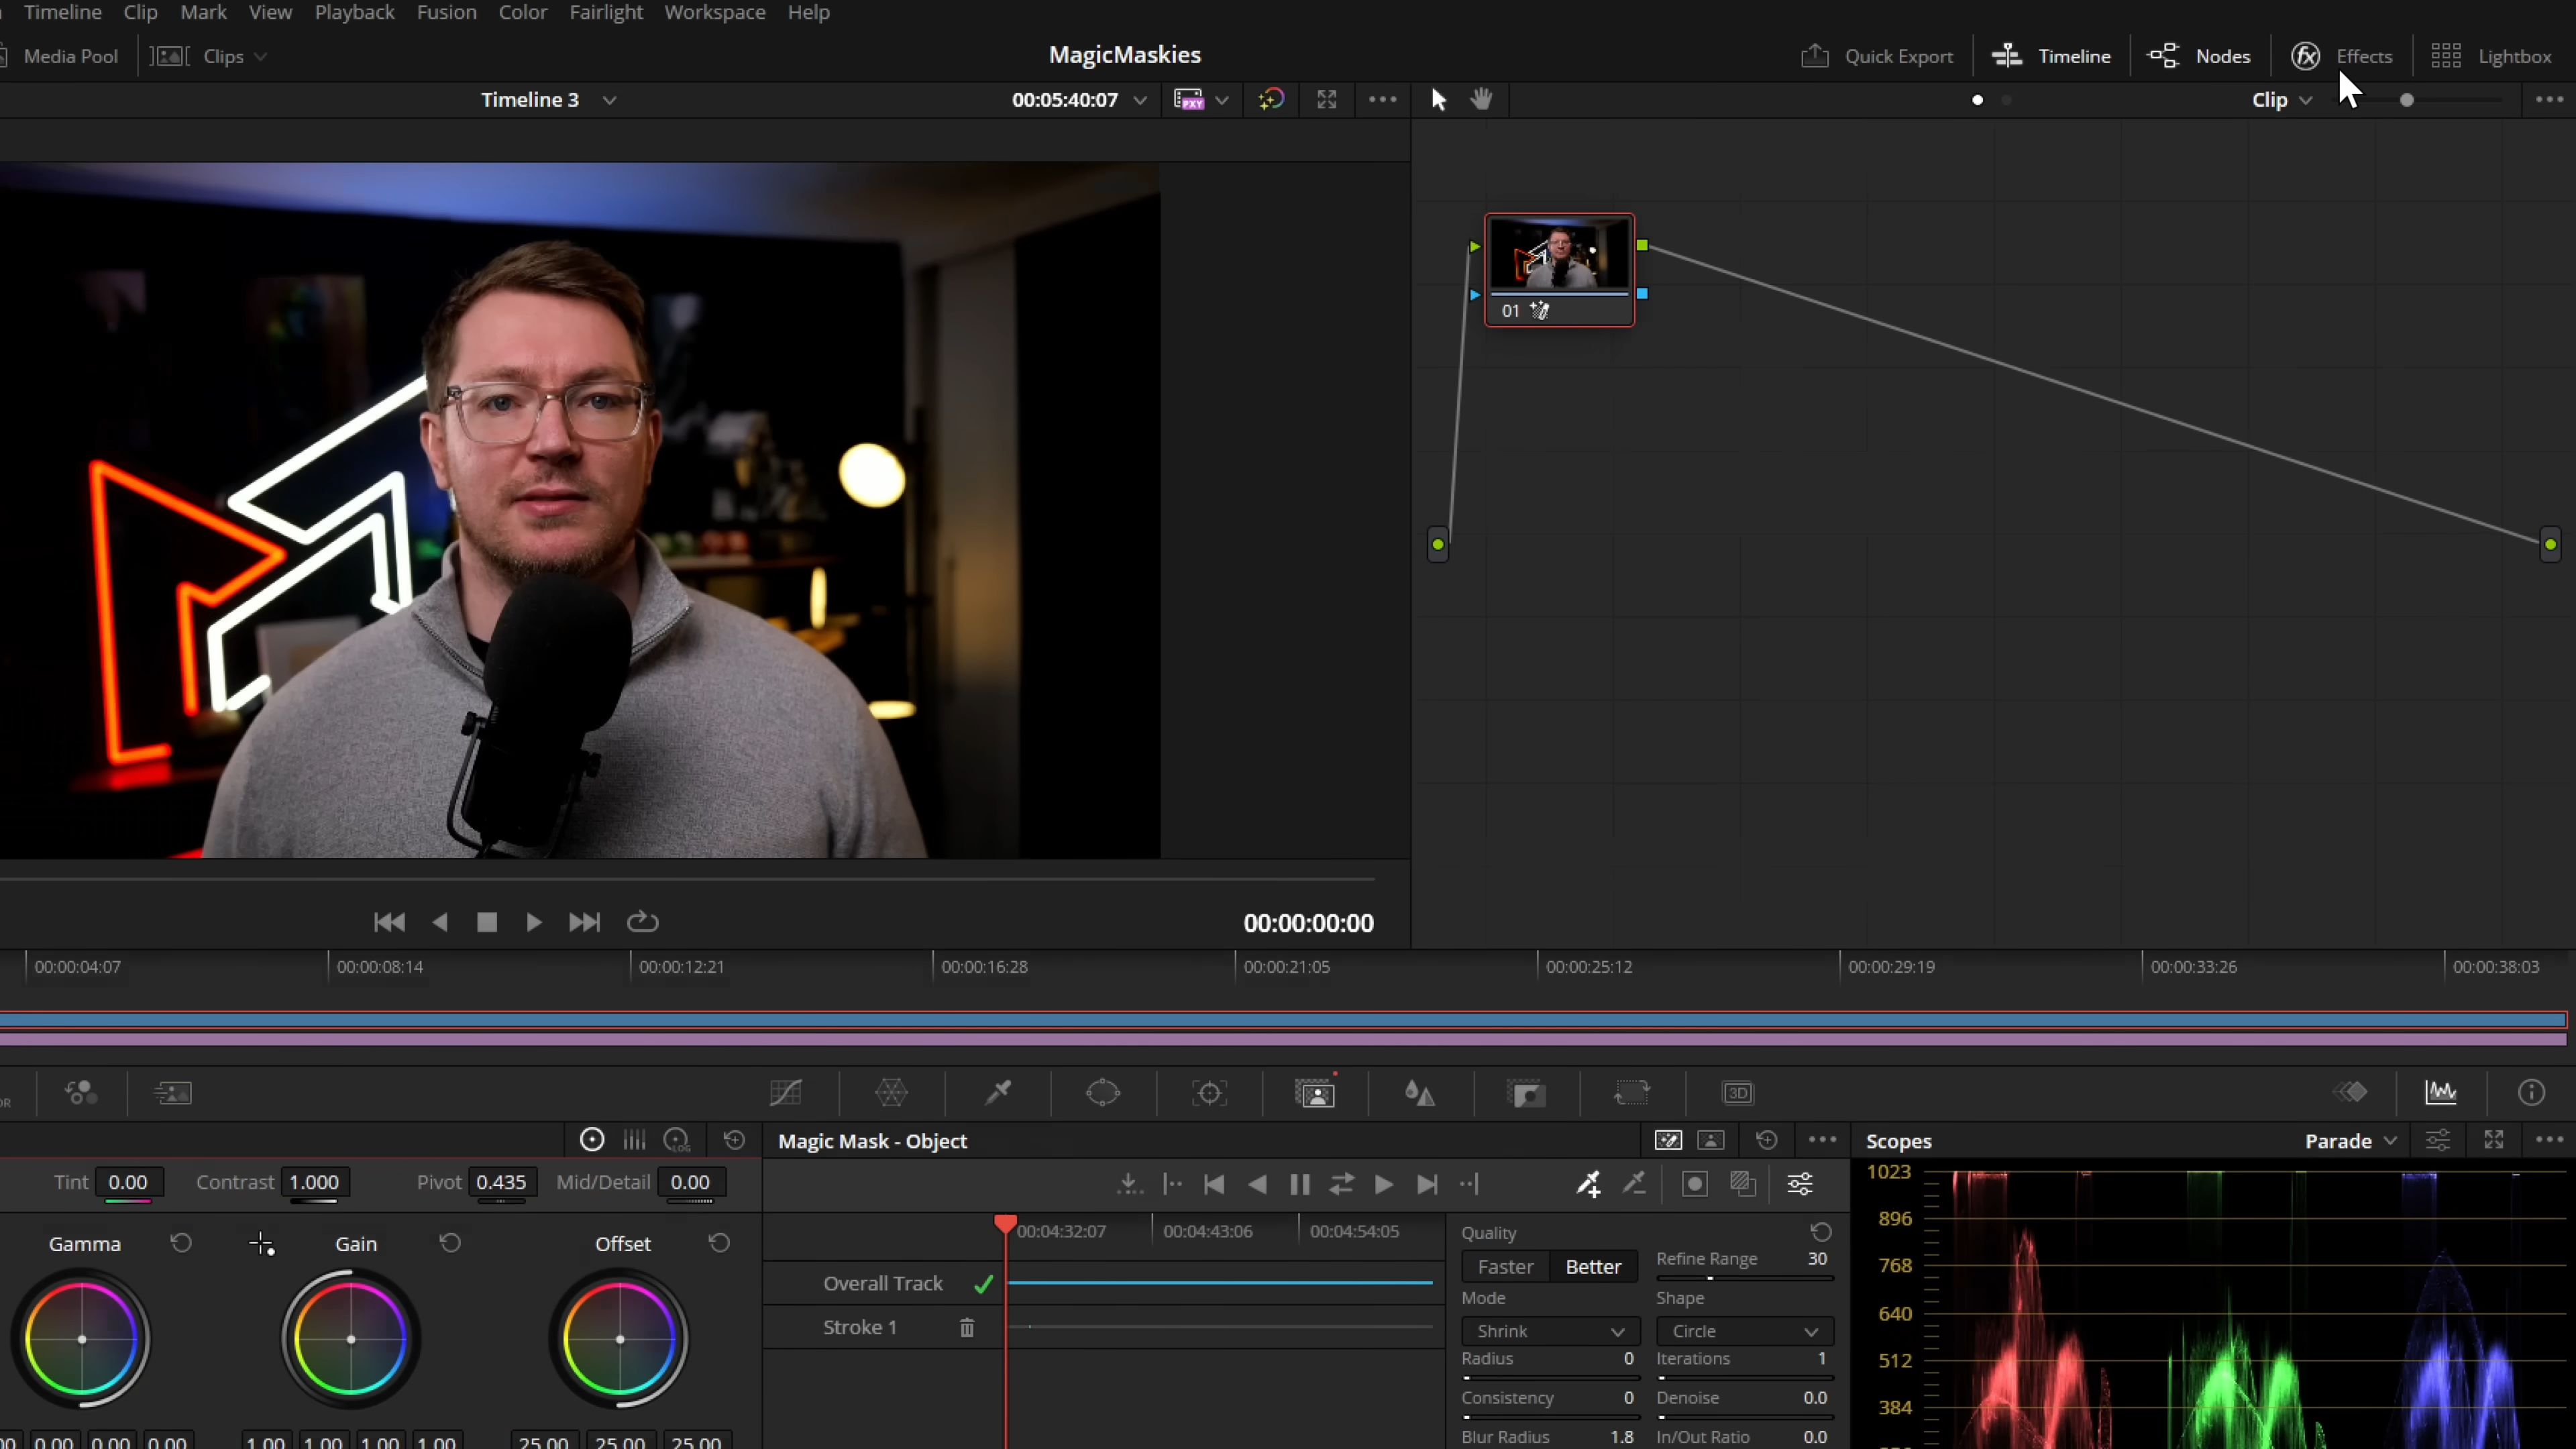 Timeline Clip Mark View Playback Fusion Color Fairlight Workspace Help
Media Pool Clips MagicMaskies Quick Export Timeline Nodes Effects Lightbox
Timeline 3 00:05:40:07 PXY Clip
01
00:00:00:00
00:00:04:07 00:00:08:14 00:00:12:21 00:00:16:28 00:00:21:05 00:00:25:12 00:00:29:19 00:00:33:26 00:00:38:03
3D
LOG Magic Mask - Object Scopes Parade
Tint 0.00 Contrast 1.000 Pivot 0.435 Mid/Detail 0.00
Gamma Gain Offset
00:04:32:07 00:04:43:06 00:04:54:05
Overall Track
Stroke 1
Quality
Faster Better Refine Range 30
Mode Shape
Shrink Circle
Radius 0 Iterations 1
Consistency 0 Denoise 0.0
Blur Radius 1.8 In/Out Ratio 0.0
1023
896
768
640
512
384
0.00 0.00 0.00 1.00 1.00 1.00 1.00 25.00 25.00 25.00